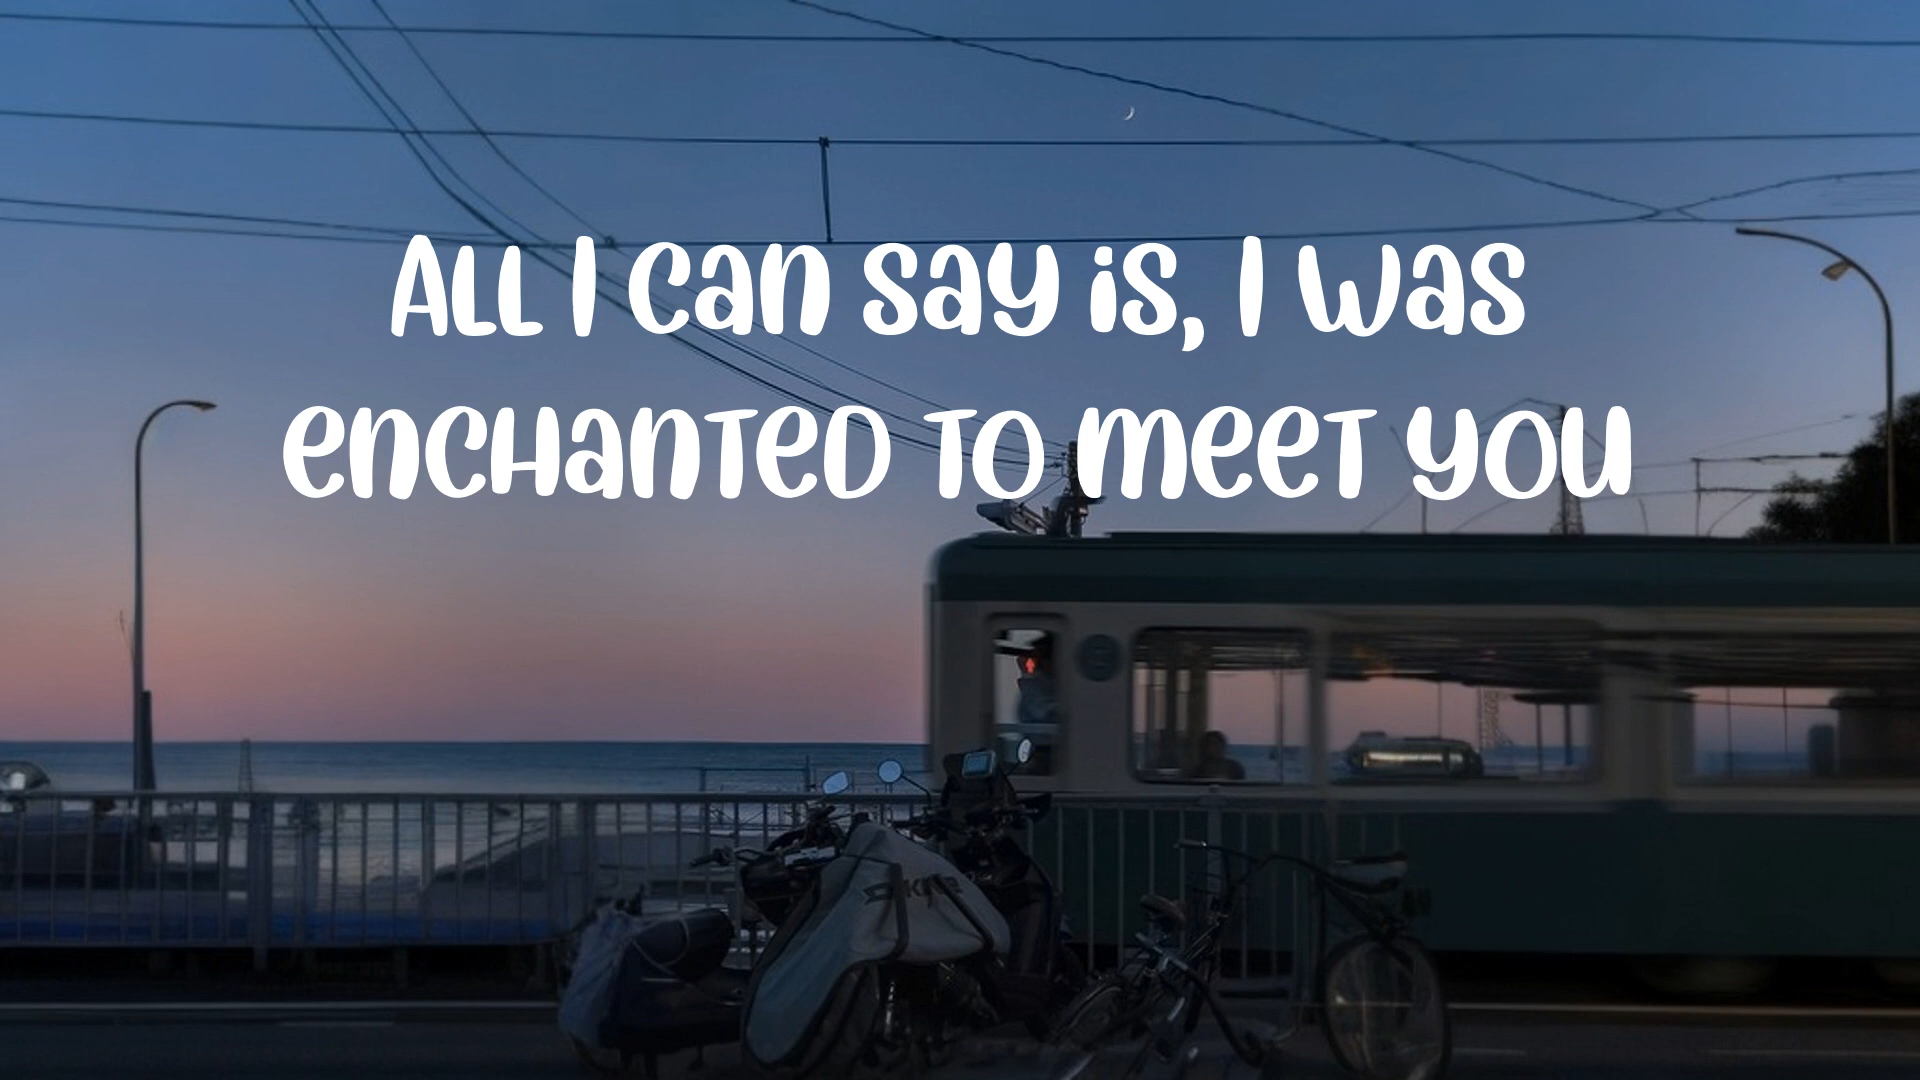 All I can say is, I was
enchanted to meet you